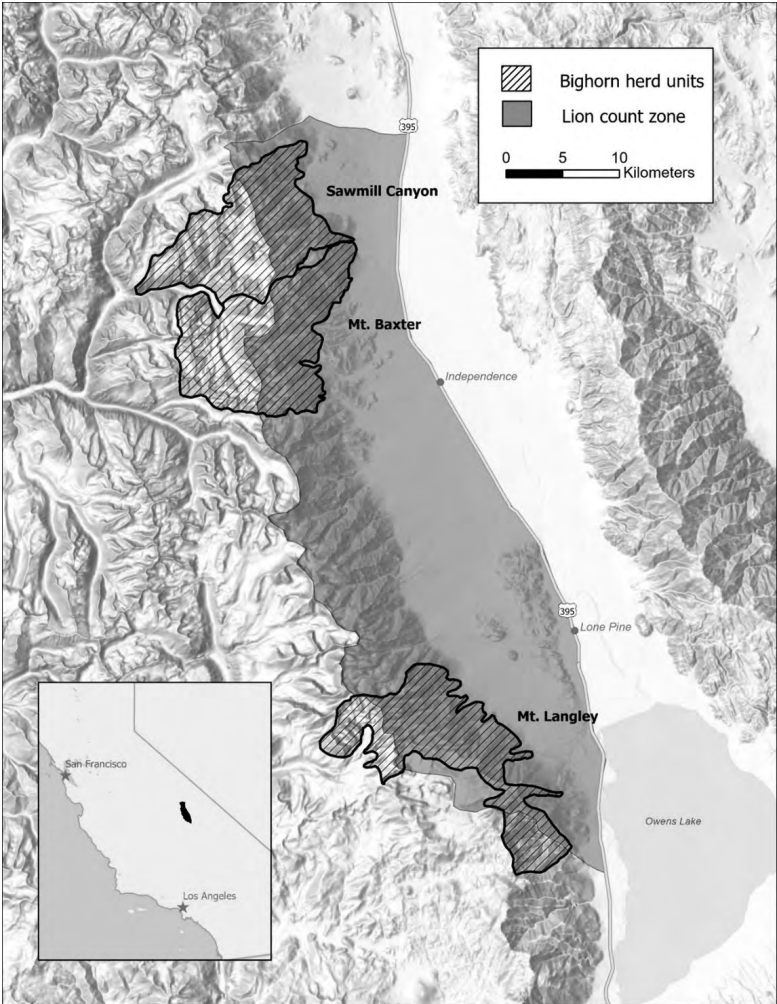 395
Bighorn herd units
Lion count zone
0 5 10
Kilometers
Sawmill Canyon
Mt. Baxter
Independence
395
Lone Pine
Mt. Langley
Owens Lake
San Francisco
Los Angeles